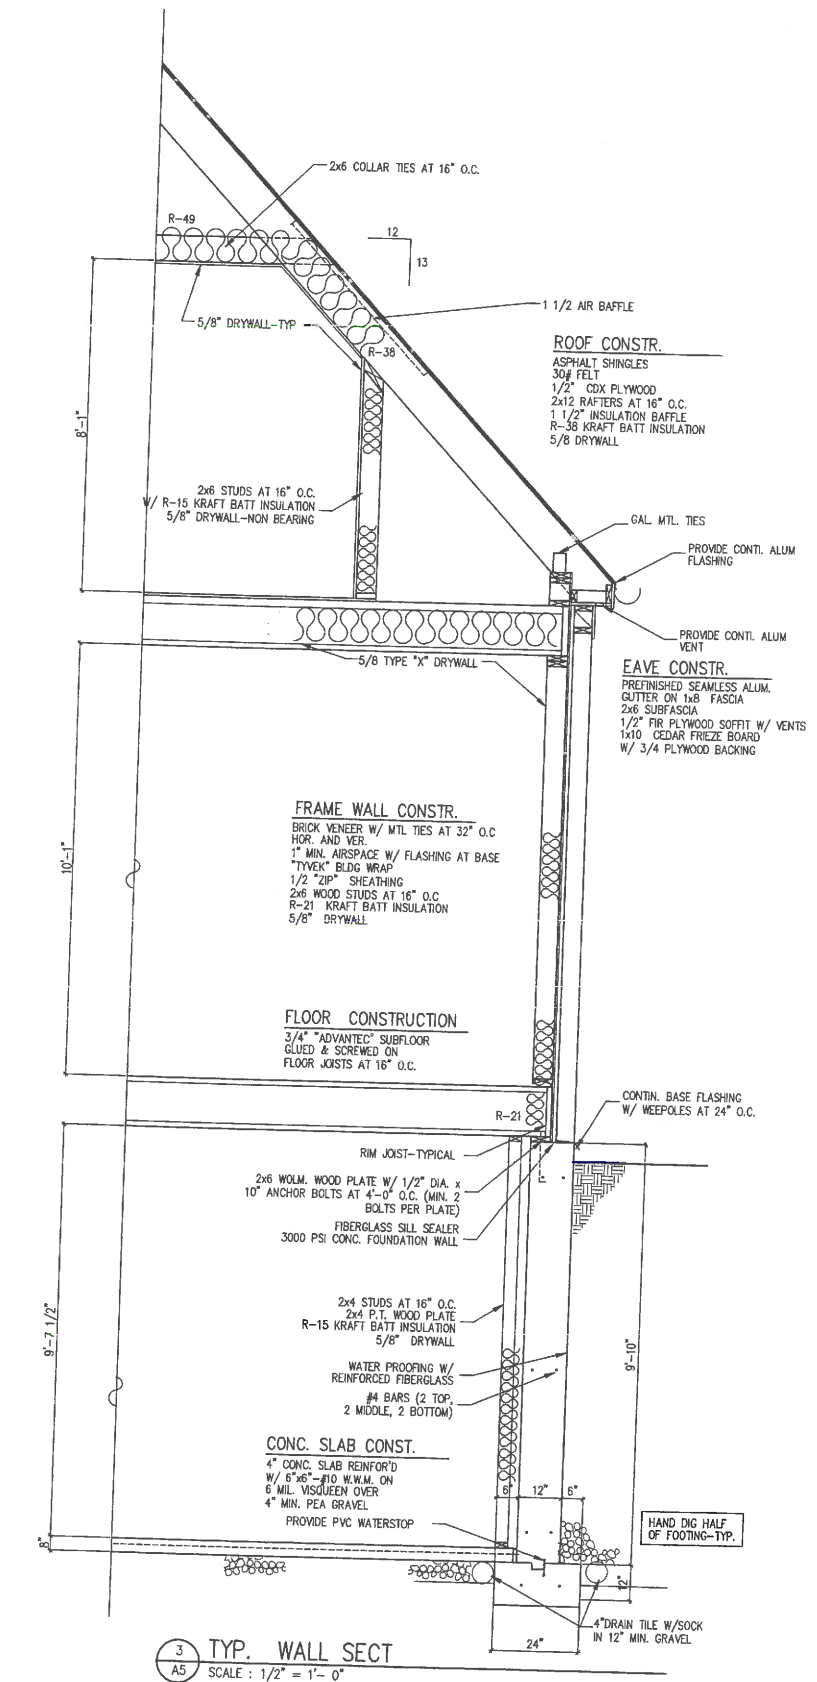 2x6 COLLAR TIES AT 16" O.C.
R-49
12
13
1 1/2 AIR BAFFLE
5/8" DRYWALL-TYP
R-38
ROOF CONSTR.
ASPHALT SHINGLES
30# FELT
1/2" CDX PLYWOOD
2x12 RAFTERS AT 16" O.C.
1 1/2" INSULATION BAFFLE
R-38 KRAFT BATT INSULATION
5/8 DRYWALL
8'-1"
2x6 STUDS AT 16" O.C.
W/ R-15 KRAFT BATT INSULATION
5/8" DRYWALL-NON BEARING
GAL. MTL. TIES
PROVIDE CONTI. ALUM
FLASHING
PROVIDE CONTI. ALUM
VENT
5/8 TYPE "X" DRYWALL
EAVE CONSTR.
PREFINISHED SEAMLESS ALUM.
GUTTER ON 1x8 FASCIA
2x6 SUBFASCIA
1/2" FIR PLYWOOD SOFFIT W/ VENTS
1x10 CEDAR FRIEZE BOARD
W/ 3/4 PLYWOOD BACKING
10'-1"
FRAME WALL CONSTR.
BRICK VENEER W/ MTL TIES AT 32" O.C
HOR. AND VER.
1" MIN. AIRSPACE W/ FLASHING AT BASE
"TYVEK" BLDG WRAP
1/2 "ZIP" SHEATHING
2x6 WOOD STUDS AT 16" O.C
R-21 KRAFT BATT INSULATION
5/8" DRYWALL
FLOOR CONSTRUCTION
3/4" "ADVANTEC" SUBFLOOR
GLUED & SCREWED ON
FLOOR JOISTS AT 16" O.C.
R-21
CONTIN. BASE FLASHING
W/ WEEPOLES AT 24" O.C.
RIM JOIST-TYPICAL
2x6 WOLM. WOOD PLATE W/ 1/2" DIA. x
10" ANCHOR BOLTS AT 4'-0" O.C. (MIN. 2
BOLTS PER PLATE)
FIBERGLASS SILL SEALER
3000 PSI CONC. FOUNDATION WALL
9'-7 1/2"
2x4 STUDS AT 16" O.C.
2x4 P.T. WOOD PLATE
R-15 KRAFT BATT INSULATION
5/8" DRYWALL
9'-10"
WATER PROOFING W/
REINFORCED FIBERGLASS
#4 BARS (2 TOP,
2 MIDDLE, 2 BOTTOM)
CONC. SLAB CONST.
4" CONC. SLAB REINFOR'D
W/ 6"x6"-#10 W.W.M. ON
6 MIL. VISQUEEN OVER
4" MIN. PEA GRAVEL
6" 12" 6"
PROVIDE PVC WATERSTOP
HAND DIG HALF
OF FOOTING-TYP.
8"
12"
4"DRAIN TILE W/SOCK
IN 12" MIN. GRAVEL
24"
3
A5
TYP. WALL SECT
SCALE : 1/2" = 1'- 0"